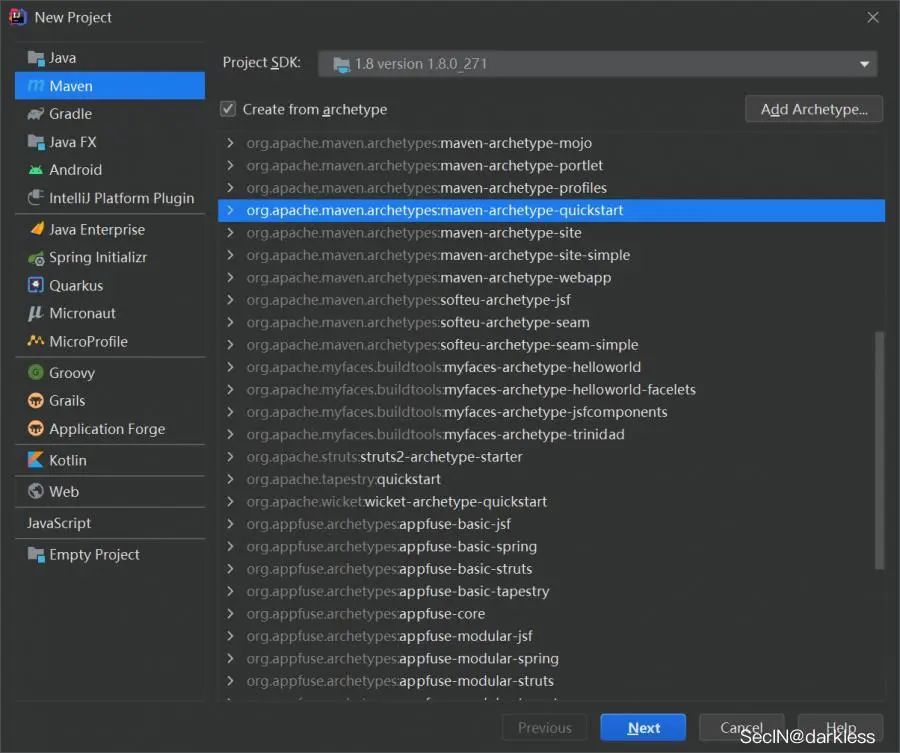 New Project
Java
Maven
Gradle
Java FX
Android
IntelliJ Platform Plugin
Java Enterprise
Spring Initializr
Quarkus
Micronaut
MicroProfile
Groovy
Grails
Application Forge
Kotlin
Web
JavaScript
Empty Project
Project SDK:
1.8 version 1.8.0_271
Create from archetype
Add Archetype...
org.apache.maven.archetypes:maven-archetype-mojo
org.apache.maven.archetypes:maven-archetype-portlet
org.apache.maven.archetypes:maven-archetype-profiles
org.apache.maven.archetypes:maven-archetype-quickstart
org.apache.maven.archetypes:maven-archetype-site
org.apache.maven.archetypes:maven-archetype-site-simple
org.apache.maven.archetypes:maven-archetype-webapp
org.apache.maven.archetypes:softeu-archetype-jsf
org.apache.maven.archetypes:softeu-archetype-seam
org.apache.maven.archetypes:softeu-archetype-seam-simple
org.apache.myfaces.buildtools:myfaces-archetype-helloworld
org.apache.myfaces.buildtools:myfaces-archetype-helloworld-facelets
org.apache.myfaces.buildtools:myfaces-archetype-jsfcomponents
org.apache.myfaces.buildtools:myfaces-archetype-trinidad
org.apache.struts:struts2-archetype-starter
org.apache.tapestry:quickstart
org.apache.wicket:wicket-archetype-quickstart
org.appfuse.archetypes:appfuse-basic-jsf
org.appfuse.archetypes:appfuse-basic-spring
org.appfuse.archetypes:appfuse-basic-struts
org.appfuse.archetypes:appfuse-basic-tapestry
org.appfuse.archetypes:appfuse-core
org.appfuse.archetypes:appfuse-modular-jsf
org.appfuse.archetypes:appfuse-modular-spring
org.appfuse.archetypes:appfuse-modular-struts
Previous
Next
Cancel
Help
SecIN@darkless